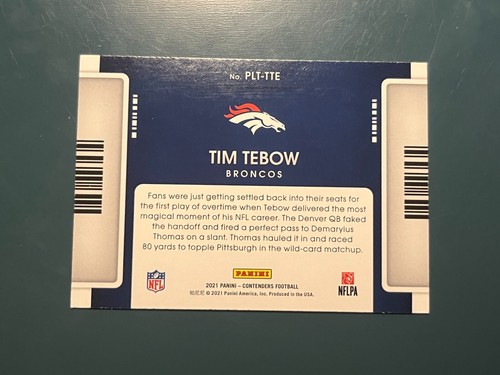 No. PLT-TTE
TIM TEBOW
BRONCOS
Fans were just getting settled back into their seats for
the first play of overtime when Tebow delivered the most
magical moment of his NFL career. The Denver QB faked
the handoff and fired a perfect pass to Demaryius
Thomas on a slant. Thomas hauled it in and raced
80 yards to topple Pittsburgh in the wild-card matchup.
PANINI
NFL
2021 PANINI - CONTENDERS FOOTBALL
帕尼尼 © 2021 Panini America, Inc. Produced in the USA.
NFLPA